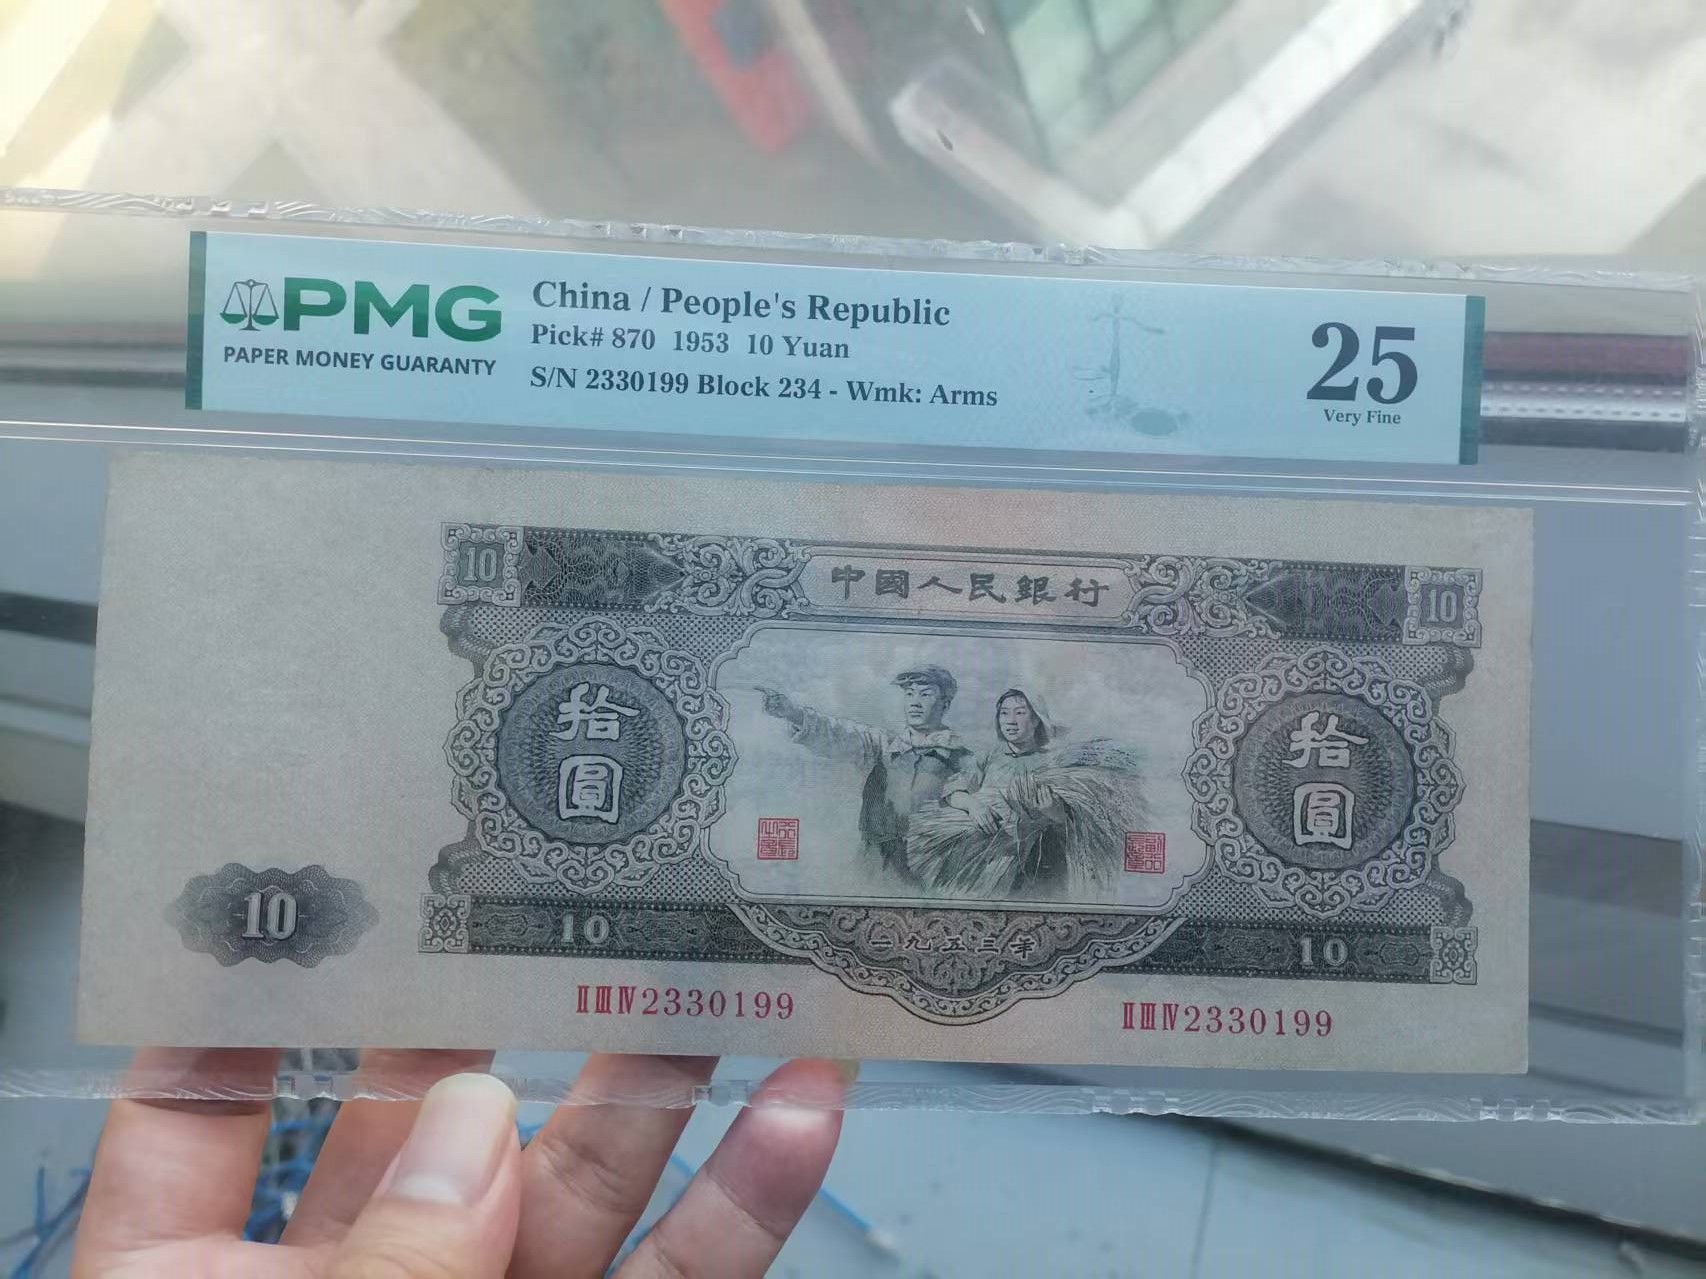 PMG
PAPER MONEY GUARANTY
China / People's Republic
Pick# 870 1953 10 Yuan
S/N 2330199 Block 234 - Wmk: Arms
25
Very Fine
10
中國人民銀行
10
拾圓
拾圓
10
10
一九五三年
10
ⅡⅢⅣ2330199
ⅡⅢⅣ2330199